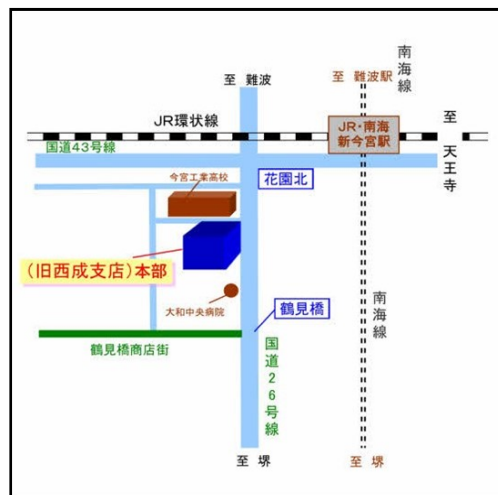 至 難波
至 難波駅
南海線
JR環状線
JR・南海
新今宮駅
至 天王寺
国道43号線
今宮工業高校
花園北
(旧西成支店)本部
大和中央病院
鶴見橋
南海線
鶴見橋商店街
国道26号線
至 堺
至 堺